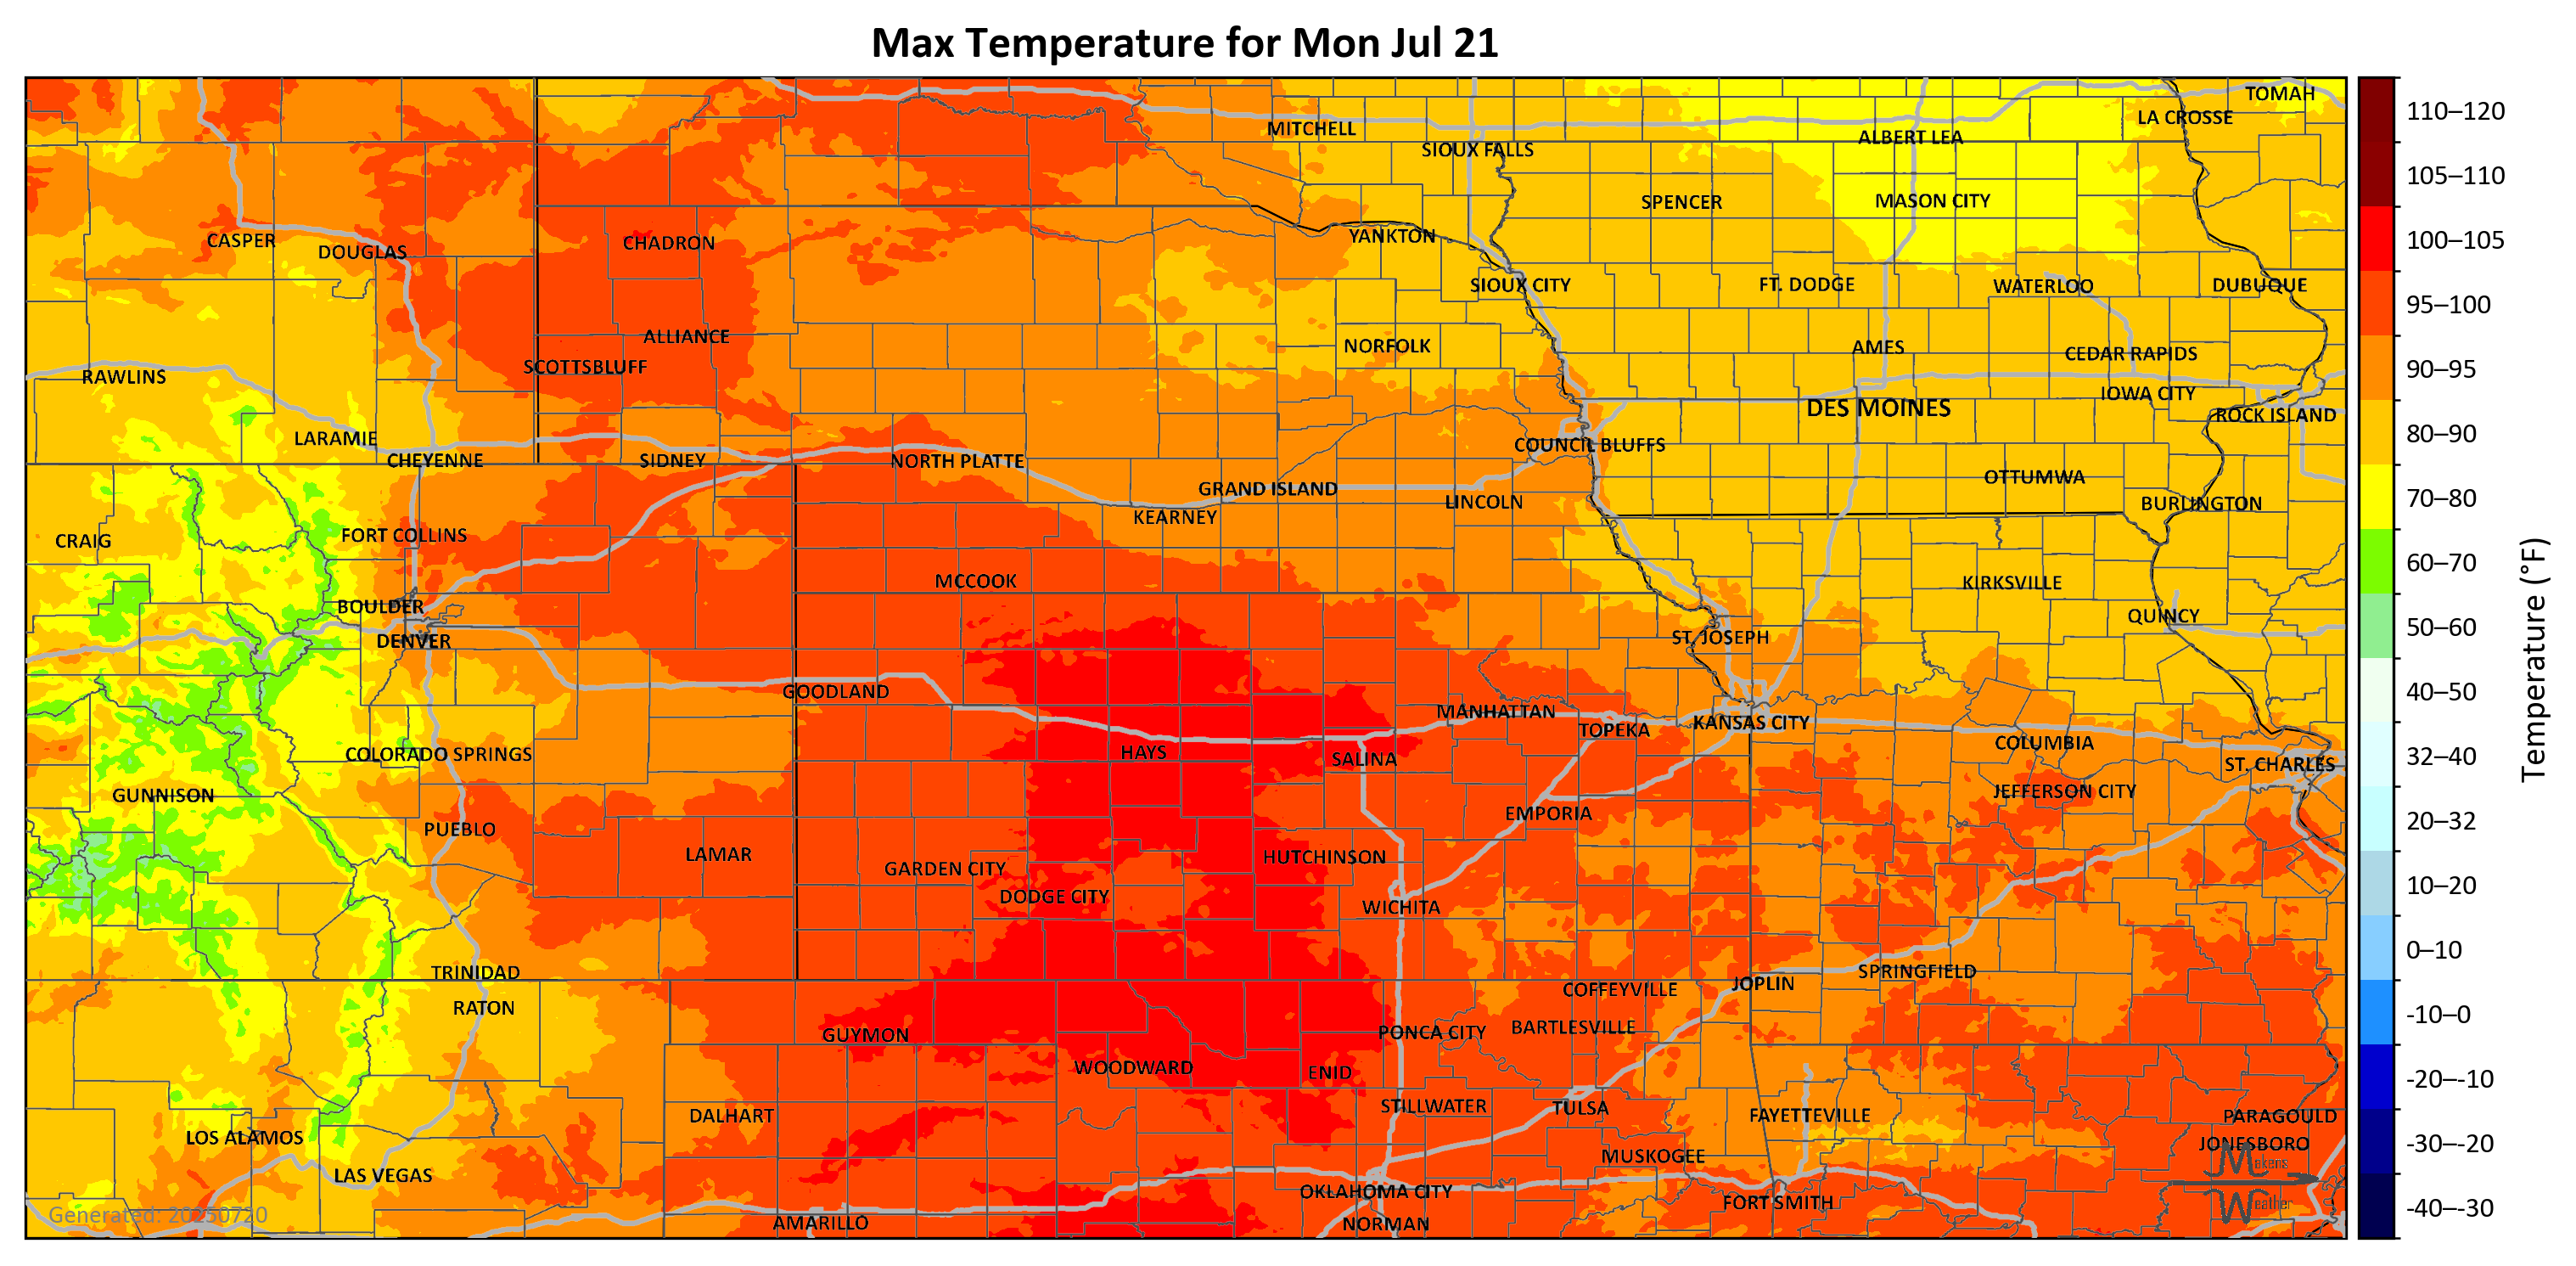 Max Temperature for Mon Jul 21
TOMAH
LA CROSSE
MITCHELL
ALBERT LEA
SIOUX FALLS
SPENCER
MASON CITY
CASPER
DOUGLAS
CHADRON
YANKTON
SIOUX CITY
FT. DODGE
WATERLOO
DUBUQUE
ALLIANCE
NORFOLK
AMES
CEDAR RAPIDS
SCOTTSBLUFF
RAWLINS
IOWA CITY
DES MOINES
ROCK ISLAND
LARAMIE
COUNCIL BLUFFS
CHEYENNE
SIDNEY
NORTH PLATTE
OTTUMWA
GRAND ISLAND
LINCOLN
BURLINGTON
KEARNEY
FORT COLLINS
CRAIG
MCCOOK
KIRKSVILLE
BOULDER
QUINCY
DENVER
ST. JOSEPH
GOODLAND
MANHATTAN
TOPEKA
KANSAS CITY
COLUMBIA
COLORADO SPRINGS
HAYS
SALINA
ST. CHARLES
GUNNISON
JEFFERSON CITY
EMPORIA
PUEBLO
LAMAR
HUTCHINSON
GARDEN CITY
DODGE CITY
WICHITA
TRINIDAD
SPRINGFIELD
JOPLIN
COFFEYVILLE
RATON
GUYMON
PONCA CITY
BARTLESVILLE
WOODWARD
ENID
STILLWATER
TULSA
DALHART
FAYETTEVILLE
PARAGOULD
LOS ALAMOS
JONESBORO
MUSKOGEE
LAS VEGAS
OKLAHOMA CITY
FORT SMITH
AMARILLO
NORMAN
Generated: 20250720
Makens
Weather
110–120
105–110
100–105
95–100
90–95
80–90
70–80
60–70
50–60
40–50
32–40
20–32
10–20
0–10
-10–0
-20–-10
-30–-20
-40–-30
Temperature (°F)